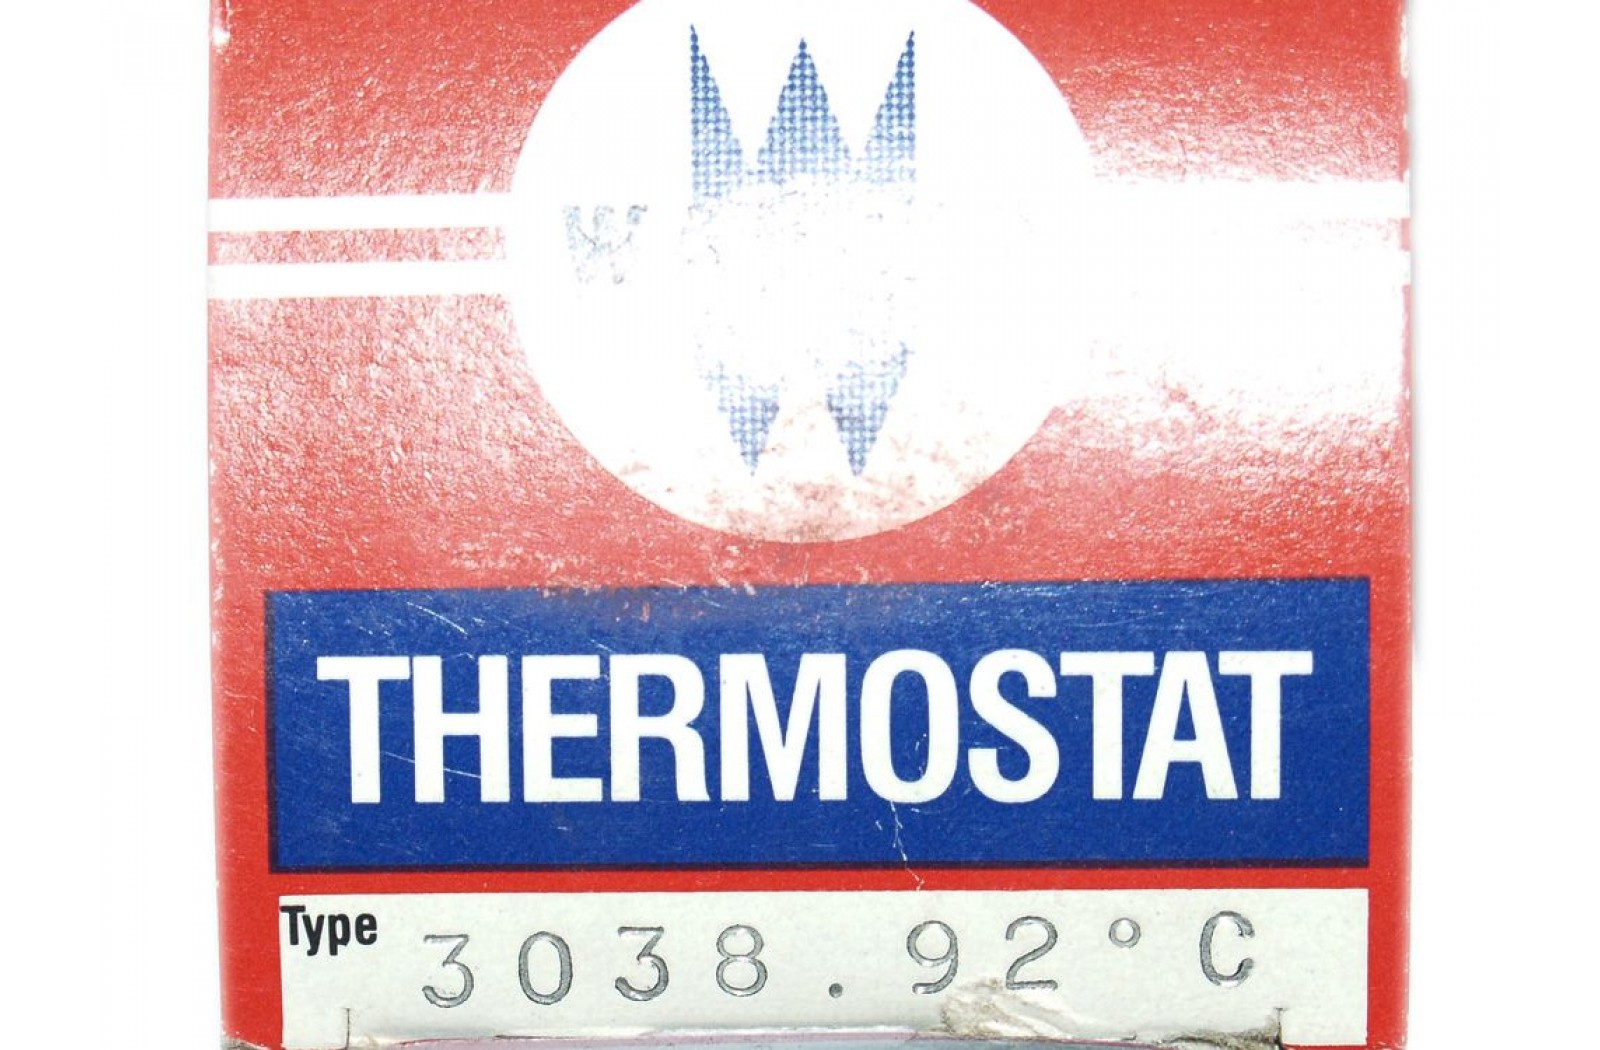 W
THERMOSTAT
Type 3038.92°C